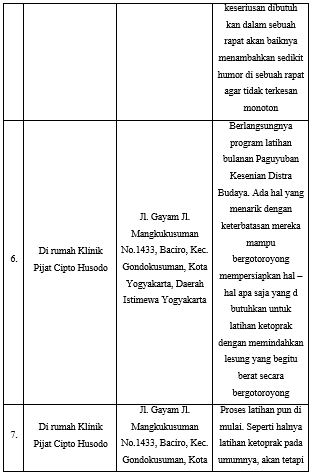 keseriusan dibutuh
kan dalam sebuah
rapat akan baiknya
menambahkan sedikit
humor di sebuah rapat
agar tidak terkesan
monoton
6.
Di rumah Klinik
Pijat Cipto Husodo
Jl. Gayam Jl.
Mangkukusuman
No.1433, Baciro, Kec.
Gondokusuman, Kota
Yogyakarta, Daerah
Istimewa Yogyakarta
Berlangsungnya
program latihan
bulanan Paguyuban
Kesenian Distra
Budaya. Ada hal yang
menarik dengan
keterbatasan mereka
mampu
bergotoroyong
mempersiapkan hal –
hal apa saja yang d
butuhkan untuk
latihan ketoprak
dengan memindahkan
lesung yang begitu
berat secara
bergotoroyong
7.
Di rumah Klinik
Pijat Cipto Husodo
Jl. Gayam Jl.
Mangkukusuman
No.1433, Baciro, Kec.
Gondokusuman, Kota
Proses latihan pun di
mulai. Seperti halnya
latihan ketoprak pada
umumnya, akan tetapi